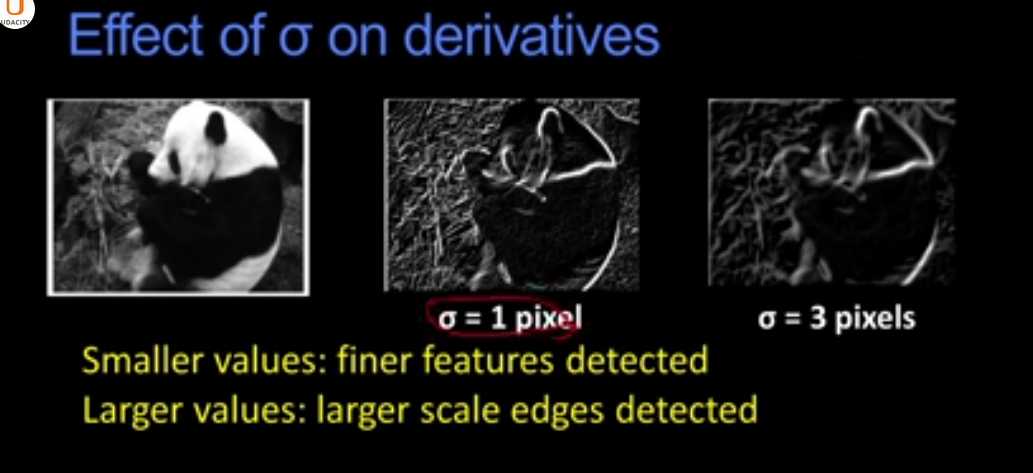 UDACITY
Effect of σ on derivatives
σ = 1 pixel
σ = 3 pixels
Smaller values: finer features detected
Larger values: larger scale edges detected